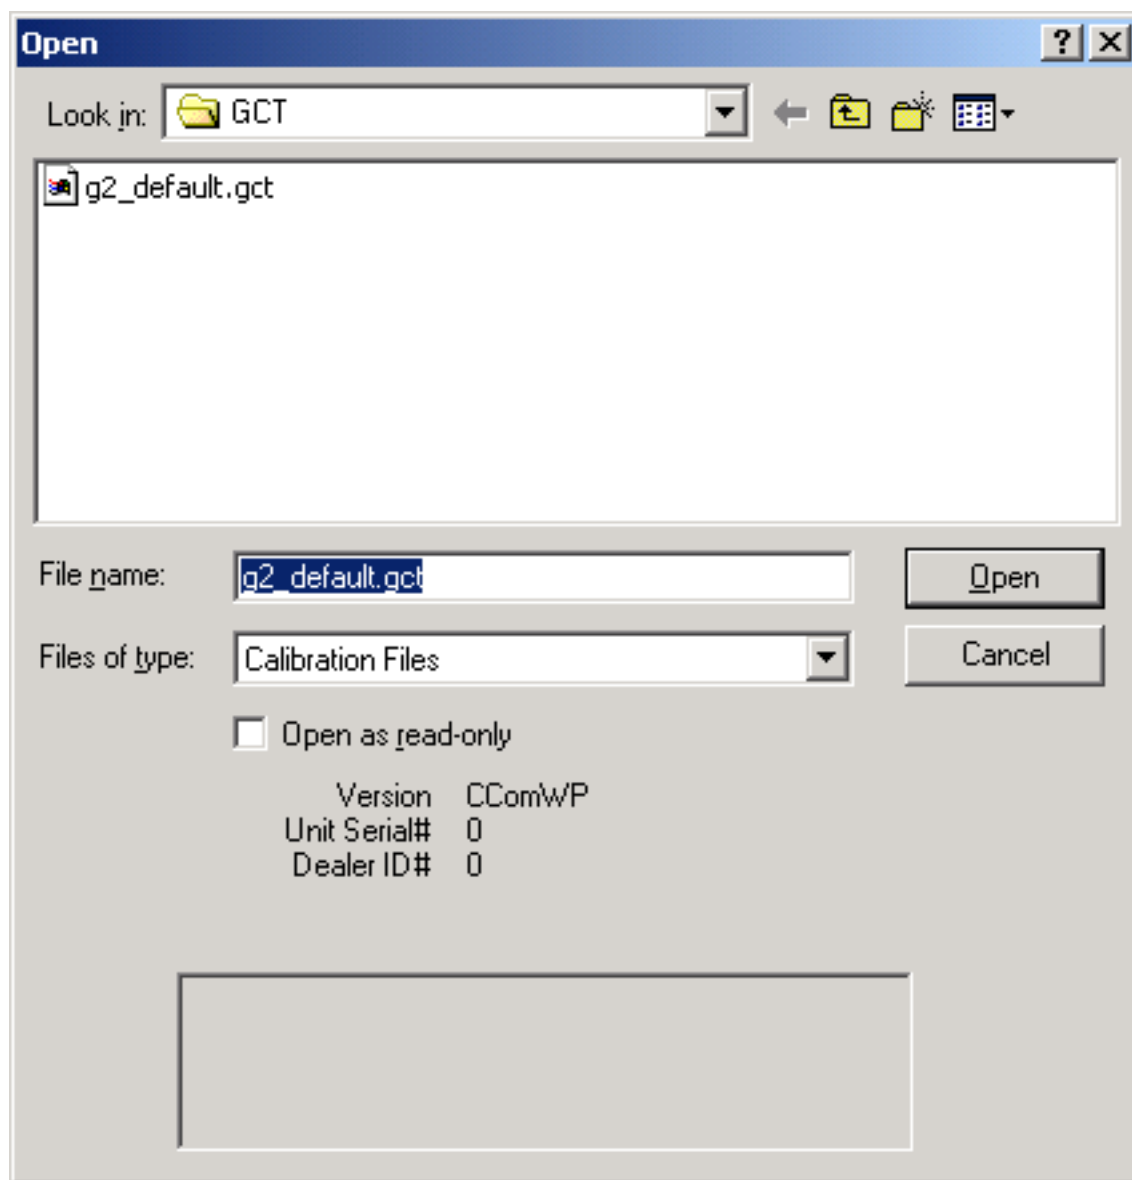 Open
Look in: GCT
g2_default.gct
File name: g2_default.gct Open
Files of type: Calibration Files Cancel
Open as read-only
Version CComWP
Unit Serial# 0
Dealer ID# 0